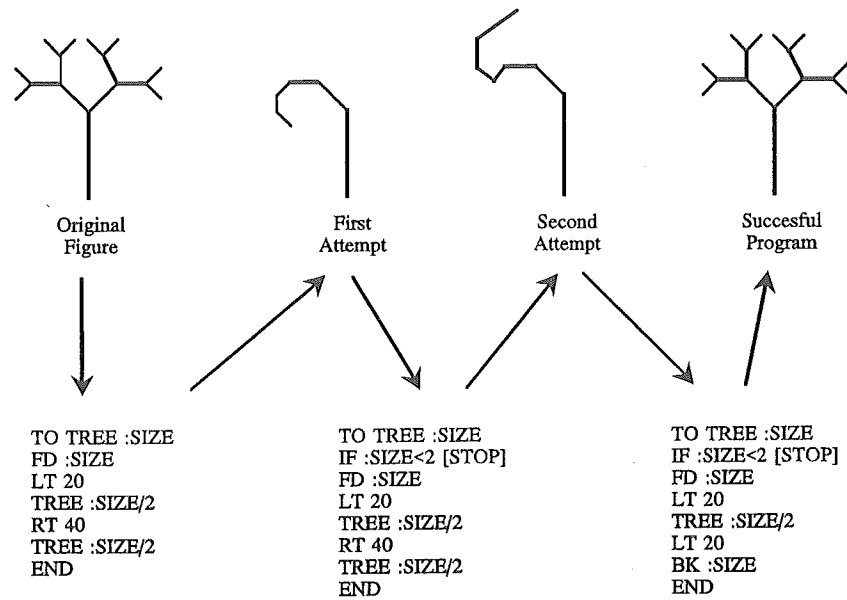 Original
Figure
First
Attempt
Second
Attempt
Succesful
Program
TO TREE :SIZE
FD :SIZE
LT 20
TREE :SIZE/2
RT 40
TREE :SIZE/2
END
TO TREE :SIZE
IF :SIZE<2 [STOP]
FD :SIZE
LT 20
TREE :SIZE/2
RT 40
TREE :SIZE/2
END
TO TREE :SIZE
IF :SIZE<2 [STOP]
FD :SIZE
LT 20
TREE :SIZE/2
LT 20
BK :SIZE
END